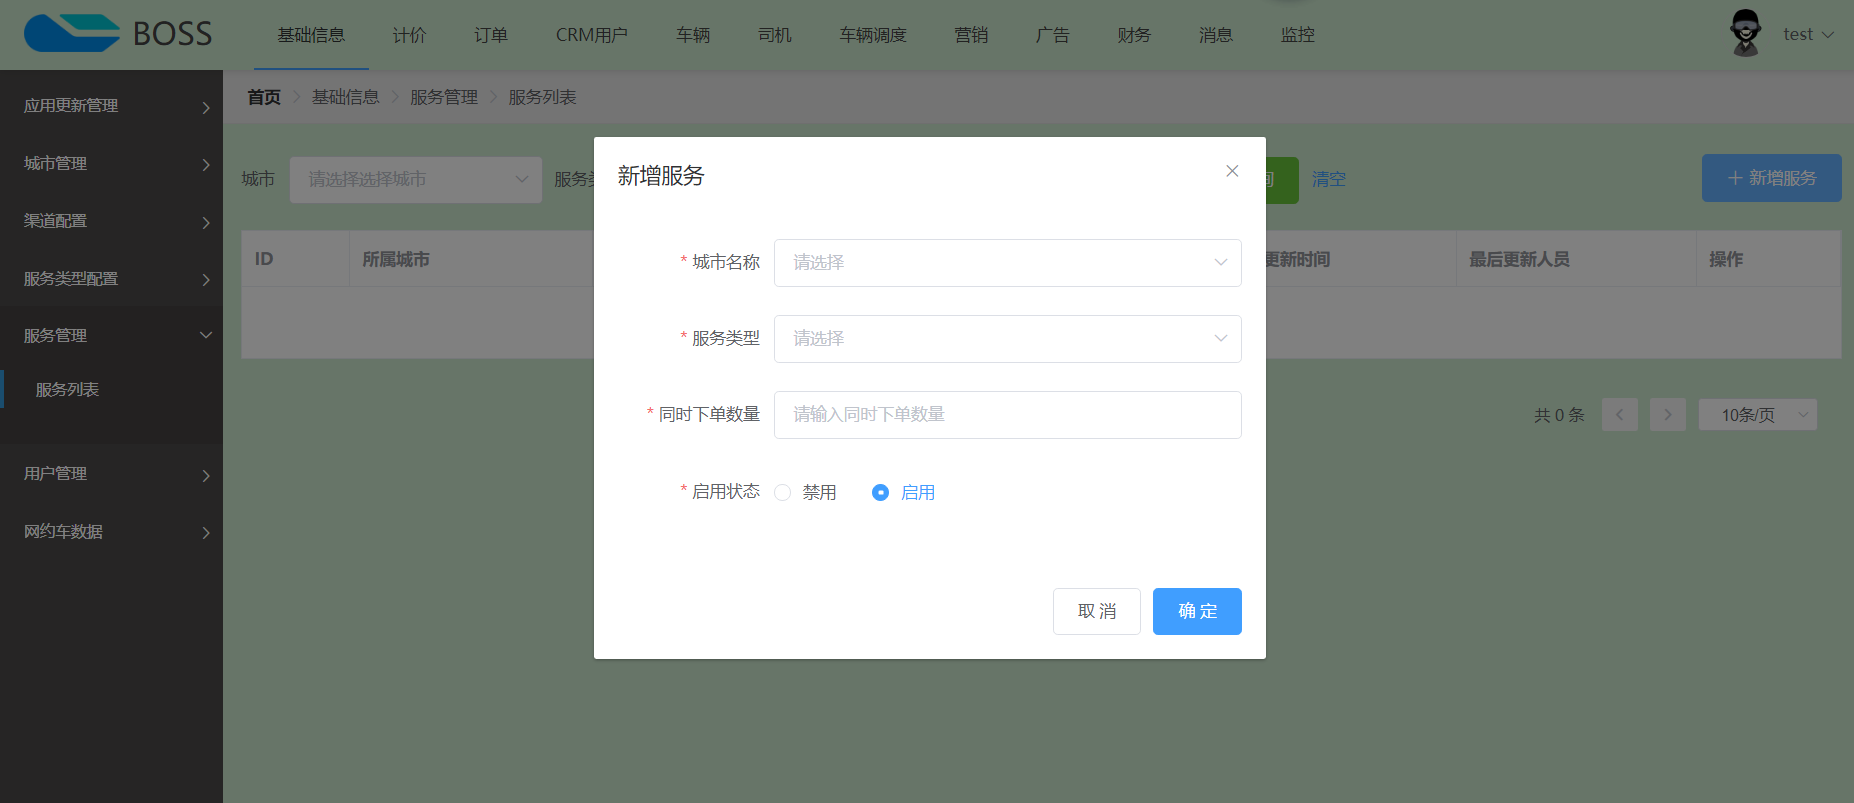 BOSS
基础信息
计价
订单
CRM用户
车辆
司机
车辆调度
营销
广告
财务
消息
监控
test
应用更新管理
城市管理
渠道配置
服务类型配置
服务管理
服务列表
用户管理
网约车数据
首页 基础信息 服务管理 服务列表
城市
请选择选择城市
服务
清空
新增服务
ID
所属城市
更新时间
最后更新人员
操作
共 0 条
10条/页
新增服务
* 城市名称
请选择
* 服务类型
请选择
* 同时下单数量
请输入同时下单数量
* 启用状态
禁用
启用
取 消
确 定